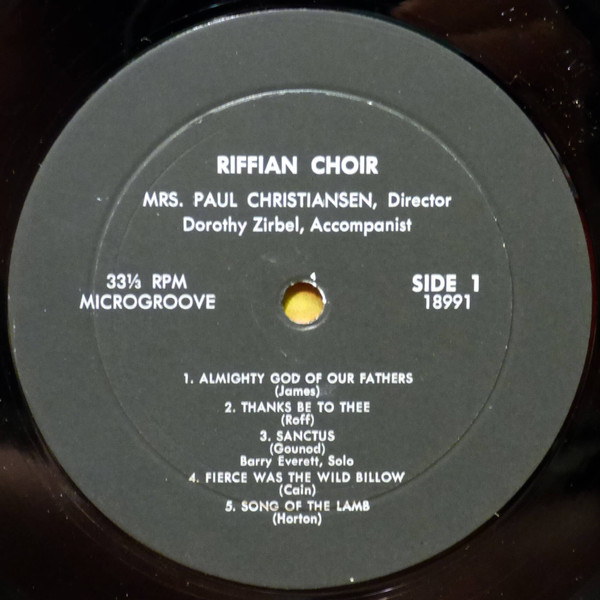 RIFFIAN CHOIR
MRS. PAUL CHRISTIANSEN, Director
Dorothy Zirbel, Accompanist
33⅓ RPM
MICROGROOVE
4
SIDE 1
18991
1. ALMIGHTY GOD OF OUR FATHERS
(James)
2. THANKS BE TO THEE
(Roff)
3. SANCTUS
(Gounod)
Barry Everett, Solo
4. FIERCE WAS THE WILD BILLOW
(Cain)
5. SONG OF THE LAMB
(Horton)